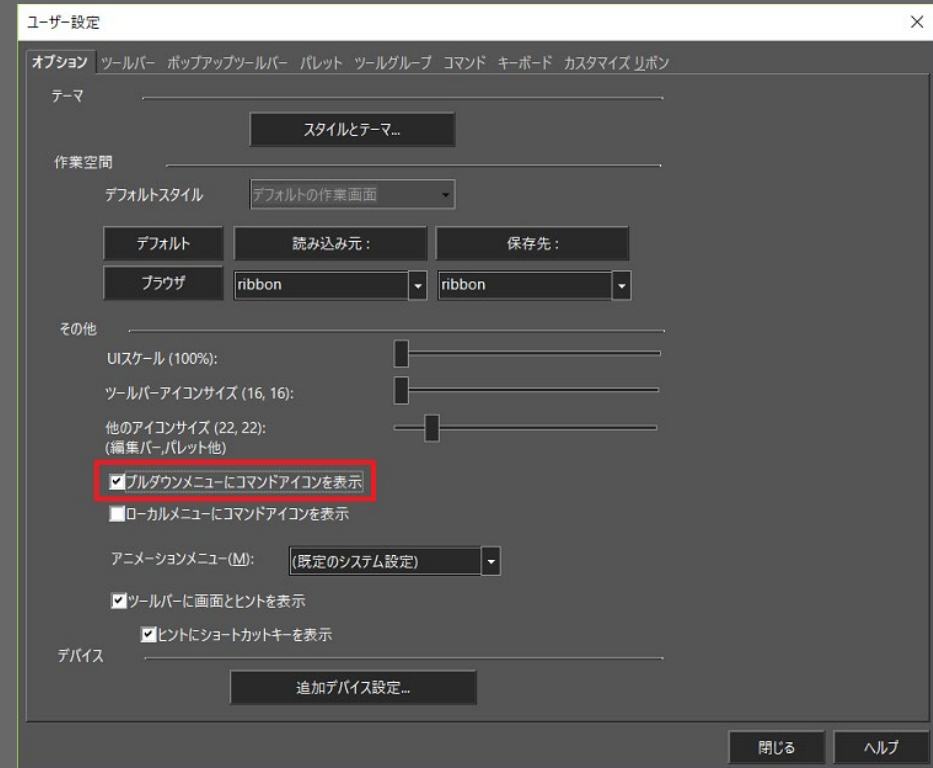 ユーザー設定
オプション ツールバー ポップアップツールバー パレット ツールグループ コマンド キーボード カスタマイズ リボン
テーマ
スタイルとテーマ...
作業空間
デフォルトスタイル デフォルトの作業画面
デフォルト 読み込み元 : 保存先 :
ブラウザ ribbon ribbon
その他
UIスケール (100%):
ツールバーアイコンサイズ (16, 16):
他のアイコンサイズ (22, 22):
(編集バー,パレット他)
プルダウンメニューにコマンドアイコンを表示
ローカルメニューにコマンドアイコンを表示
アニメーションメニュー(M): (既定のシステム設定)
ツールバーに画面とヒントを表示
ヒントにショートカットキーを表示
デバイス
追加デバイス設定...
閉じる ヘルプ